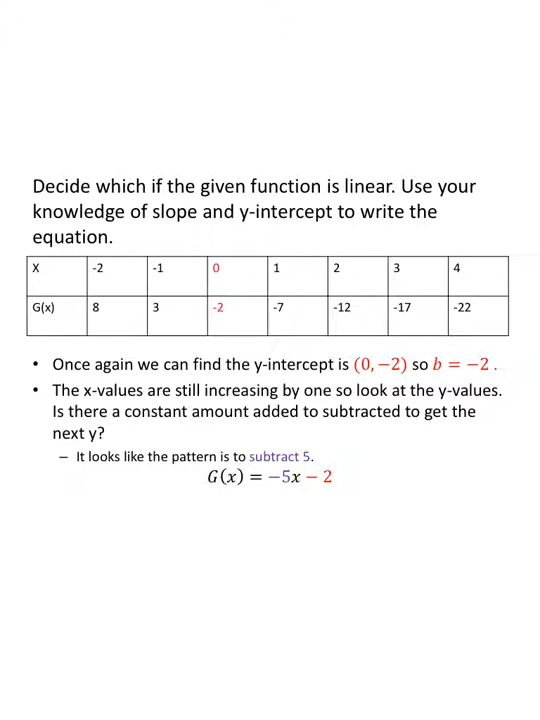 Decide which if the given function is linear. Use your
knowledge of slope and y-intercept to write the
equation.
X -2 -1 0 1 2 3 4
G(x) 8 3 -2 -7 -12 -17 -22
• Once again we can find the y-intercept is (0, −2) so b = −2 .
• The x-values are still increasing by one so look at the y-values.
Is there a constant amount added to subtracted to get the
next y?
– It looks like the pattern is to subtract 5.
G(x) = −5x − 2